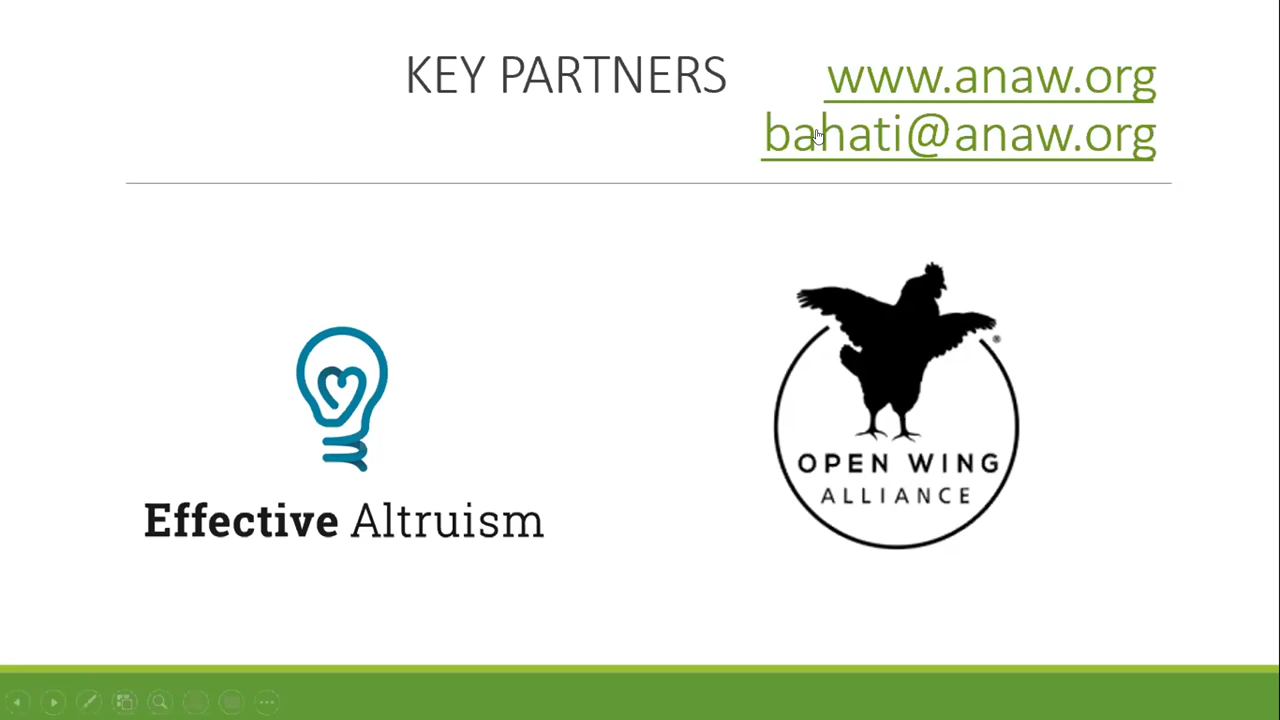 KEY PARTNERS www.anaw.org
bahati@anaw.org
Effective Altruism
OPEN WING
ALLIANCE
®